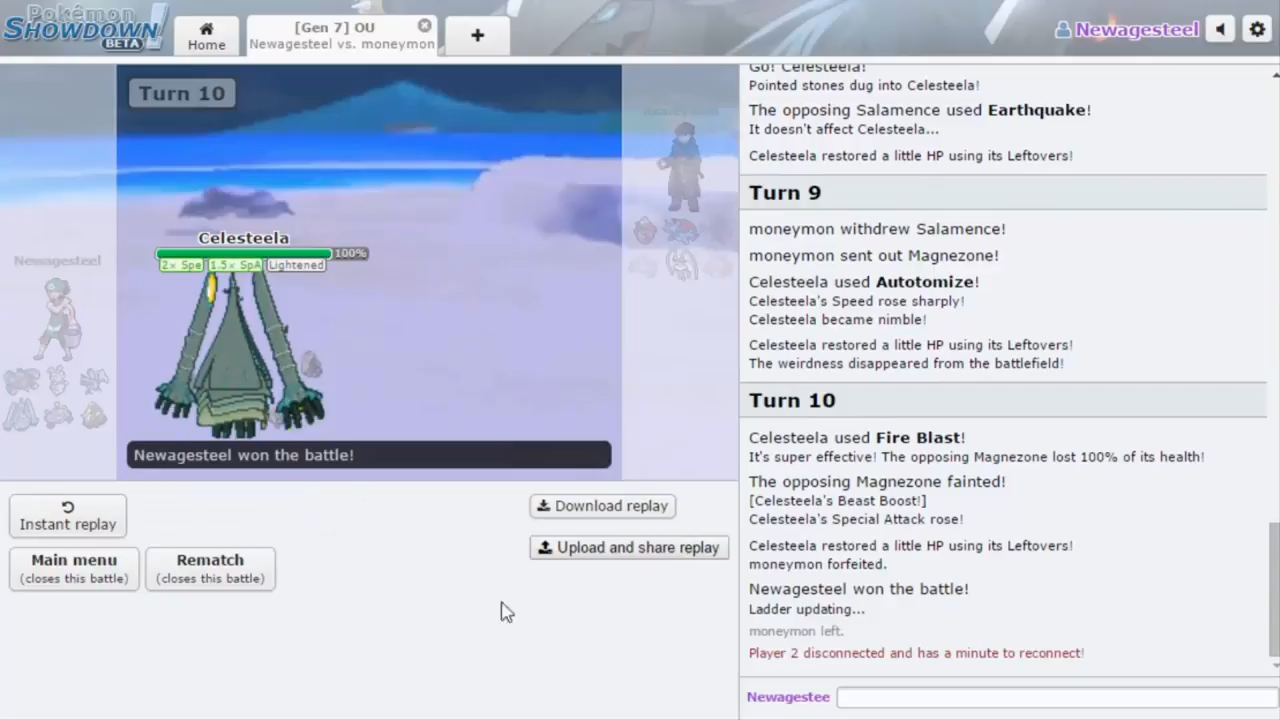 Pokémon
SHOWDOWN!
BETA
Home
[Gen 7] OU
Newagesteel vs. moneymon
+
Newagesteel
Turn 10
Newagesteel
Celesteela
100%
2× Spe 1.5× SpA Lightened
Newagesteel won the battle!
Instant replay
Download replay
Upload and share replay
Main menu
(closes this battle)
Rematch
(closes this battle)
Go! Celesteela!
Pointed stones dug into Celesteela!
The opposing Salamence used Earthquake!
It doesn't affect Celesteela...
Celesteela restored a little HP using its Leftovers!
Turn 9
moneymon withdrew Salamence!
moneymon sent out Magnezone!
Celesteela used Autotomize!
Celesteela's Speed rose sharply!
Celesteela became nimble!
Celesteela restored a little HP using its Leftovers!
The weirdness disappeared from the battlefield!
Turn 10
Celesteela used Fire Blast!
It's super effective! The opposing Magnezone lost 100% of its health!
The opposing Magnezone fainted!
[Celesteela's Beast Boost!]
Celesteela's Special Attack rose!
Celesteela restored a little HP using its Leftovers!
moneymon forfeited.
Newagesteel won the battle!
Ladder updating...
moneymon left.
Player 2 disconnected and has a minute to reconnect!
Newagestee